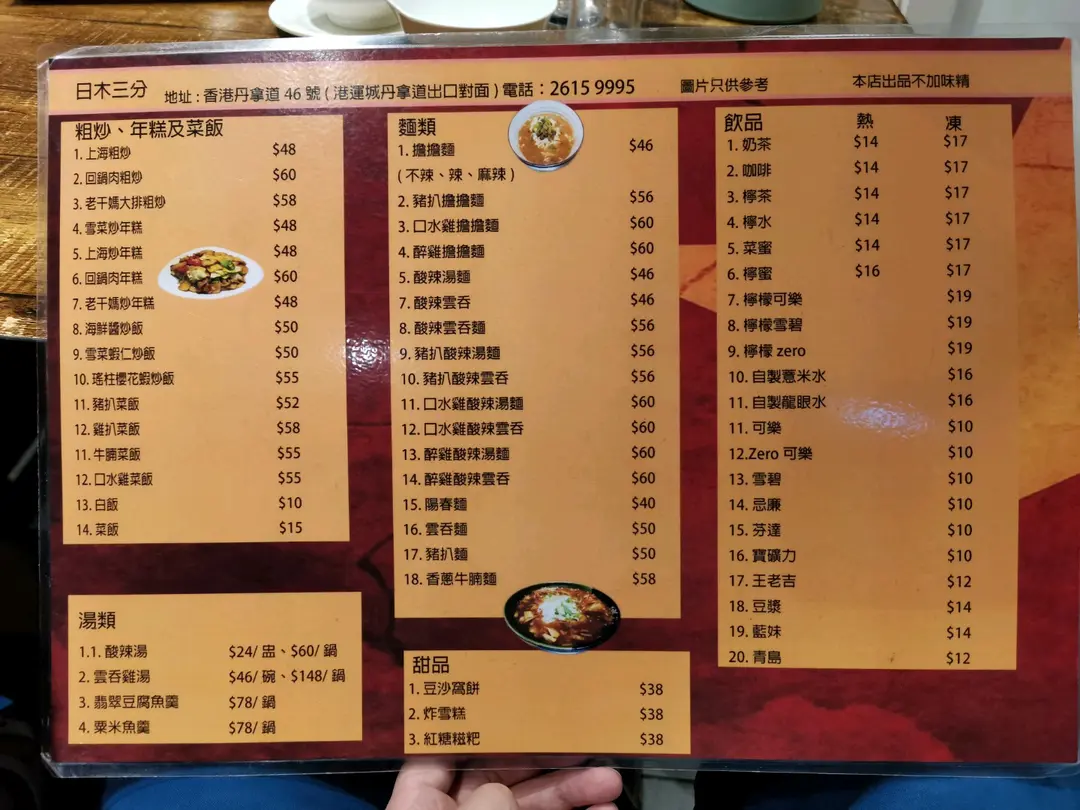 日木三分 地址 : 香港丹拿道 46 號 ( 港運城丹拿道出口對面 ) 電話：2615 9995 圖片只供參考 本店出品不加味精
粗炒、年糕及菜飯
1. 上海粗炒 $48
2. 回鍋肉粗炒 $60
3. 老干媽大排粗炒 $58
4. 雪菜炒年糕 $48
5. 上海炒年糕 $48
6. 回鍋肉年糕 $60
7. 老干媽炒年糕 $48
8. 海鮮醬炒飯 $50
9. 雪菜蝦仁炒飯 $50
10. 瑤柱櫻花蝦炒飯 $55
11. 豬扒菜飯 $52
12. 雞扒菜飯 $58
11. 牛腩菜飯 $55
12. 口水雞菜飯 $55
13. 白飯 $10
14. 菜飯 $15
湯類
1.1. 酸辣湯 $24/ 盅、$60/ 鍋
2. 雲吞雞湯 $46/ 碗、$148/ 鍋
3. 翡翠豆腐魚羹 $78/ 鍋
4. 粟米魚羹 $78/ 鍋
麵類
1. 擔擔麵 $46
( 不辣、辣、麻辣 )
2. 豬扒擔擔麵 $56
3. 口水雞擔擔麵 $60
4. 醉雞擔擔麵 $60
5. 酸辣湯麵 $46
7. 酸辣雲吞 $46
8. 酸辣雲吞麵 $56
9. 豬扒酸辣湯麵 $56
10. 豬扒酸辣雲吞 $56
11. 口水雞酸辣湯麵 $60
12. 口水雞酸辣雲吞 $60
13. 醉雞酸辣湯麵 $60
14. 醉雞酸辣雲吞 $60
15. 陽春麵 $40
16. 雲吞麵 $50
17. 豬扒麵 $50
18. 香蔥牛腩麵 $58
甜品
1. 豆沙窩餅 $38
2. 炸雪糕 $38
3. 紅糖糍粑 $38
飲品 熱 凍
1. 奶茶 $14 $17
2. 咖啡 $14 $17
3. 檸茶 $14 $17
4. 檸水 $14 $17
5. 菜蜜 $14 $17
6. 檸蜜 $16 $17
7. 檸檬可樂 $19
8. 檸檬雪碧 $19
9. 檸檬 zero $19
10. 自製薏米水 $16
11. 自製龍眼水 $16
11. 可樂 $10
12.Zero 可樂 $10
13. 雪碧 $10
14. 忌廉 $10
15. 芬達 $10
16. 寶礦力 $10
17. 王老吉 $12
18. 豆漿 $14
19. 藍妹 $14
20. 青島 $12